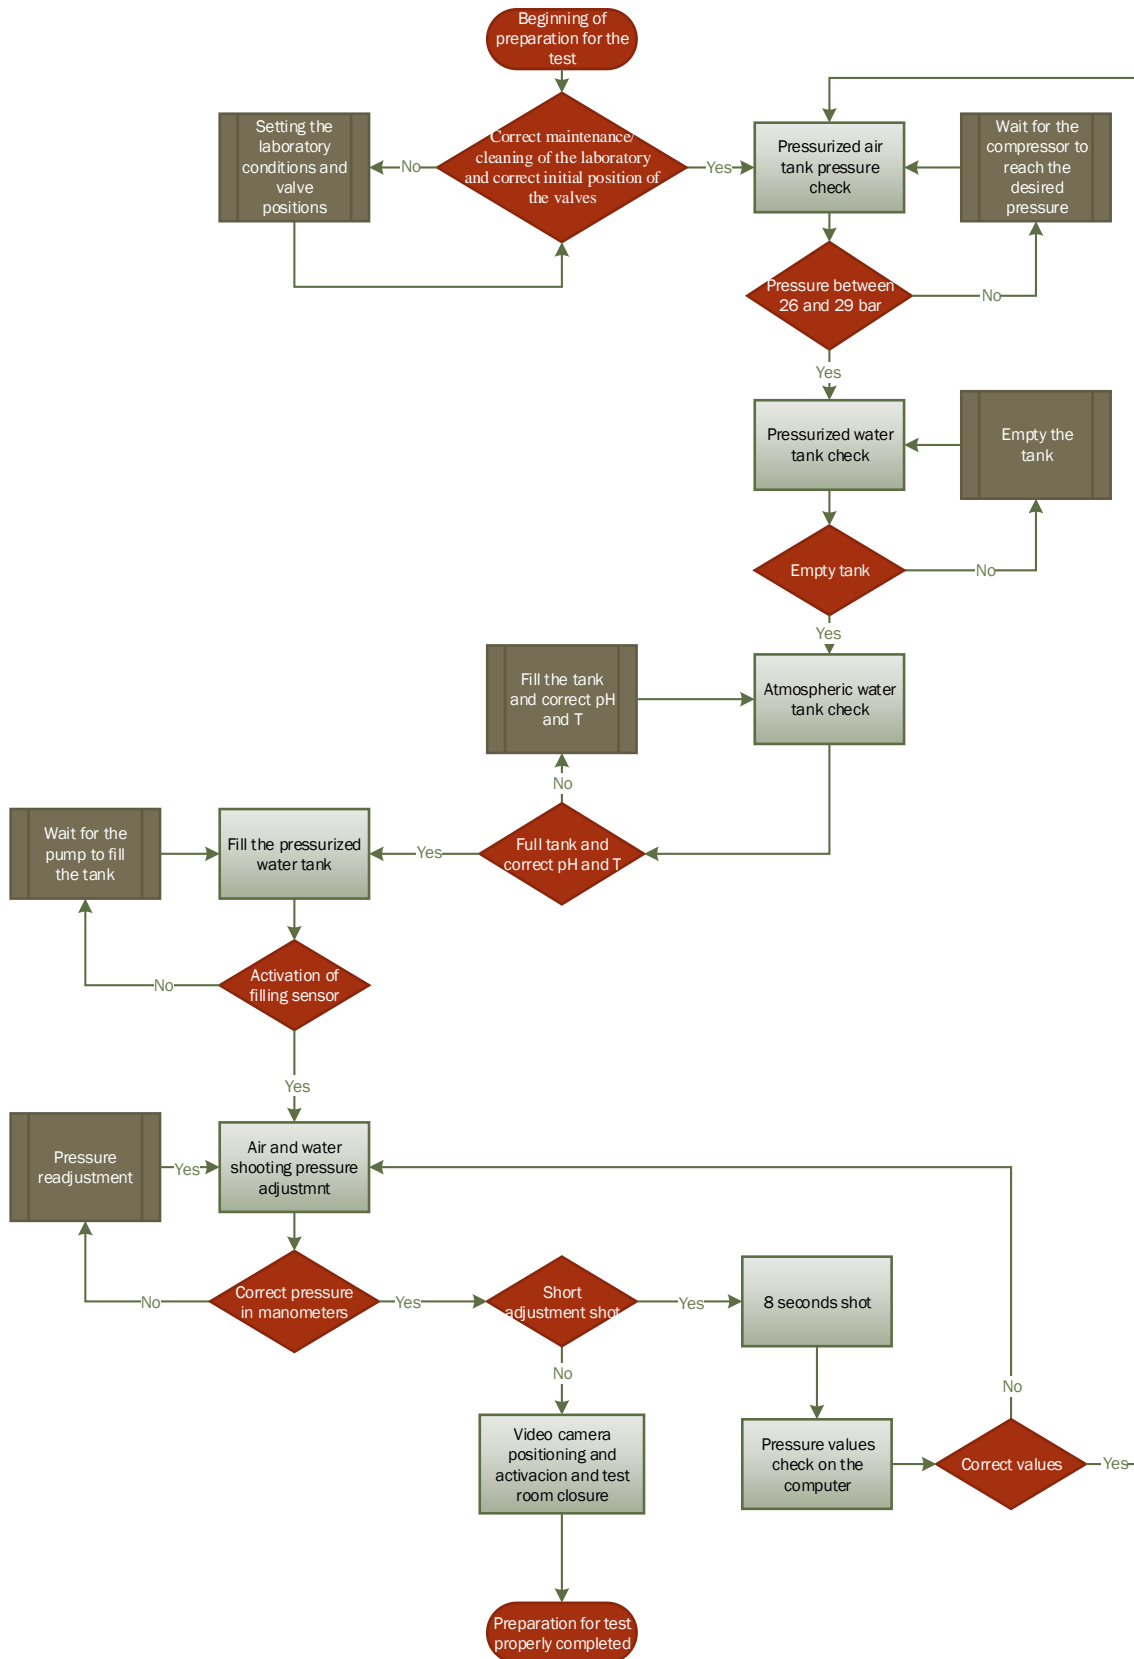 Beginning of
preparation for the
test
Setting the
laboratory
conditions and
valve
positions
No
Correct maintenance/
cleaning of the laboratory
and correct initial position of
the valves
Yes
Pressurized air
tank pressure
check
Wait for the
compressor to
reach the
desired
pressure
Pressure between
26 and 29 bar
No
Yes
Pressurized water
tank check
Empty the
tank
Empty tank
No
Yes
Fill the tank
and correct pH
and T
Atmospheric water
tank check
No
Wait for the
pump to fill
the tank
Fill the pressurized
water tank
Yes
Full tank and
correct pH and T
Activation of
filling sensor
No
Yes
Pressure
readjustment
Yes
Air and water
shooting pressure
adjustmnt
No
Correct pressure
in manometers
Yes
Short
adjustment shot
Yes
8 seconds shot
No
No
Video camera
positioning and
activacion and test
room closure
Pressure values
check on the
computer
Correct values
Yes
Preparation for test
properly completed